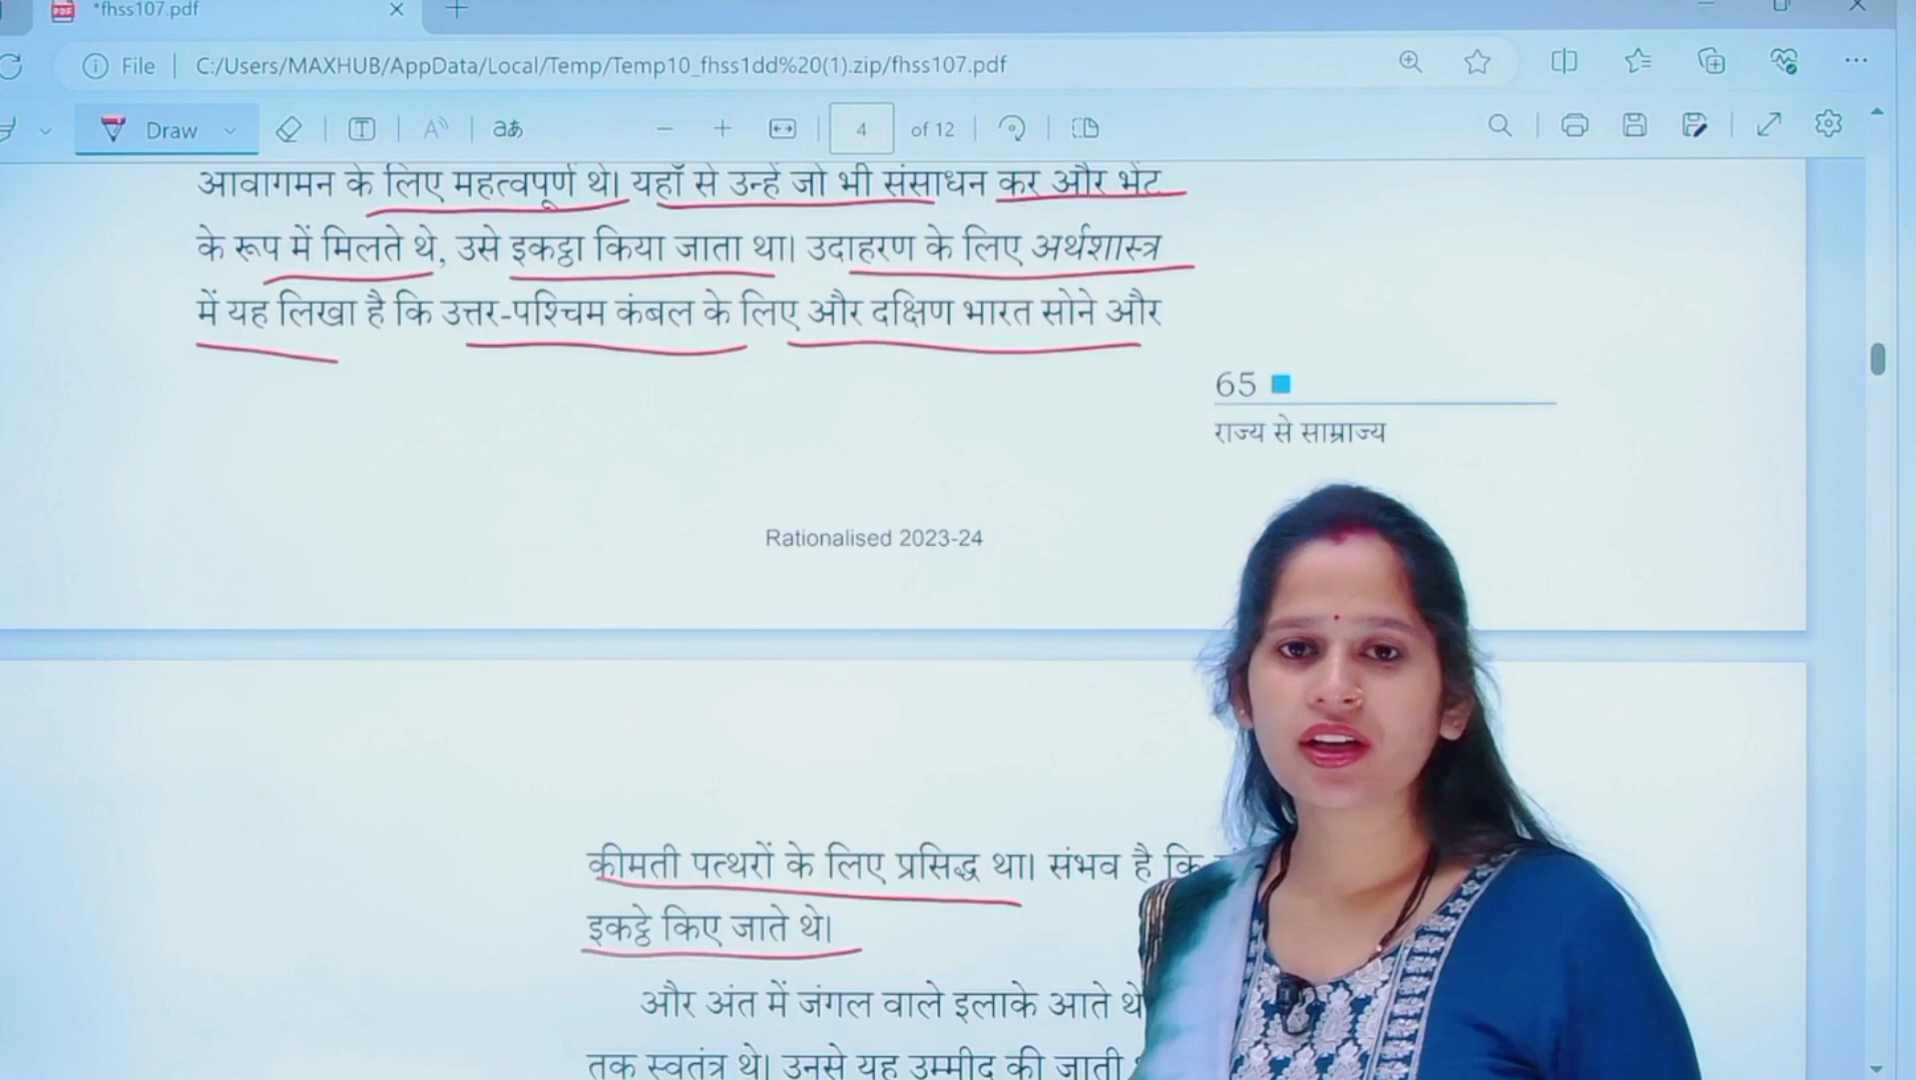 *fhss107.pdf
File | C:/Users/MAXHUB/AppData/Local/Temp/Temp10_fhss1dd%20(1).zip/fhss107.pdf
Draw 4 of 12
आवागमन के लिए महत्वपूर्ण थे। यहाँ से उन्हें जो भी संसाधन कर और भेंट
के रूप में मिलते थे, उसे इकट्ठा किया जाता था। उदाहरण के लिए अर्थशास्त्र
में यह लिखा है कि उत्तर-पश्चिम कंबल के लिए और दक्षिण भारत सोने और
65
राज्य से साम्राज्य
Rationalised 2023-24
कीमती पत्थरों के लिए प्रसिद्ध था। संभव है कि
इकट्ठे किए जाते थे।
और अंत में जंगल वाले इलाके आते थे
तक स्वतंत्र थे। उनसे यह उम्मीद की जाती